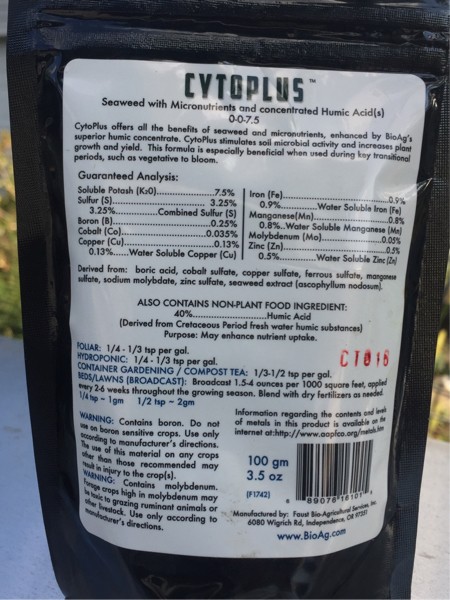 CYTOPLUS™
Seaweed with Micronutrients and concentrated Humic Acid(s)
0-0-7.5
CytoPlus offers all the benefits of seaweed and micronutrients, enhanced by BioAg's
superior humic concentrate. CytoPlus stimulates soil microbial activity and increases plant
growth and yield. This formula is especially beneficial when used during key transitional
periods, such as vegetative to bloom.
Guaranteed Analysis:
Soluble Potash (K20)..................7.5%
Sulfur (S)..................................3.25%
3.25%............Combined Sulfur (S)
Boron (B)..................................0.25%
Cobalt (Co)..............................0.035%
Copper (Cu)..............................0.13%
0.13%.....Water Soluble Copper (Cu)
Iron (Fe)..................................0.9%
0.9%...........Water Soluble Iron (Fe)
Manganese(Mn)........................0.8%
0.8%..Water Soluble Manganese (Mn)
Molybdenum (Mo)....................0.05%
Zinc (Zn)..................................0.5%
0.5%...........Water Soluble Zinc (Zn)
Derived from: boric acid, cobalt sulfate, copper sulfate, ferrous sulfate, manganese
sulfate, sodium molybdate, zinc sulfate, seaweed extract (ascophyllum nodosum).
ALSO CONTAINS NON-PLANT FOOD INGREDIENT:
40%......................Humic Acid
(Derived from Cretaceous Period fresh water humic substances)
Purpose: May enhance nutrient uptake.
FOLIAR: 1/4 - 1/3 tsp per gal.
HYDROPONIC: 1/4 - 1/3 tsp per gal.
CT018
CONTAINER GARDENING / COMPOST TEA: 1/3-1/2 tsp per gal.
BEDS/LAWNS (BROADCAST): Broadcast 1.5-4 ounces per 1000 square feet, applied
every 2-6 weeks throughout the growing season. Blend with dry fertilizers as needed.
1/4 tsp ~ 1gm 1/2 tsp ~ 2gm
WARNING: Contains boron. Do not
use on boron sensitive crops. Use only
according to manufacturer's directions.
The use of this material on any crops
other than those recommended may
result in injury to the crop(s).
WARNING: Contains molybdenum.
Forage crops high in molybdenum may
be toxic to grazing ruminant animals or
other livestock. Use only according to
manufacturer's directions.
Information regarding the contents and levels
of metals in this product is available on the
internet at:http://www.aapfco.org/metals.htm
100 gm
3.5 oz
(F1742)
89076 16101
Manufactured by: Faust Bio-Agricultural Services, Inc.
6080 Wigrich Rd, Independence, OR 97351
www.BioAg.com